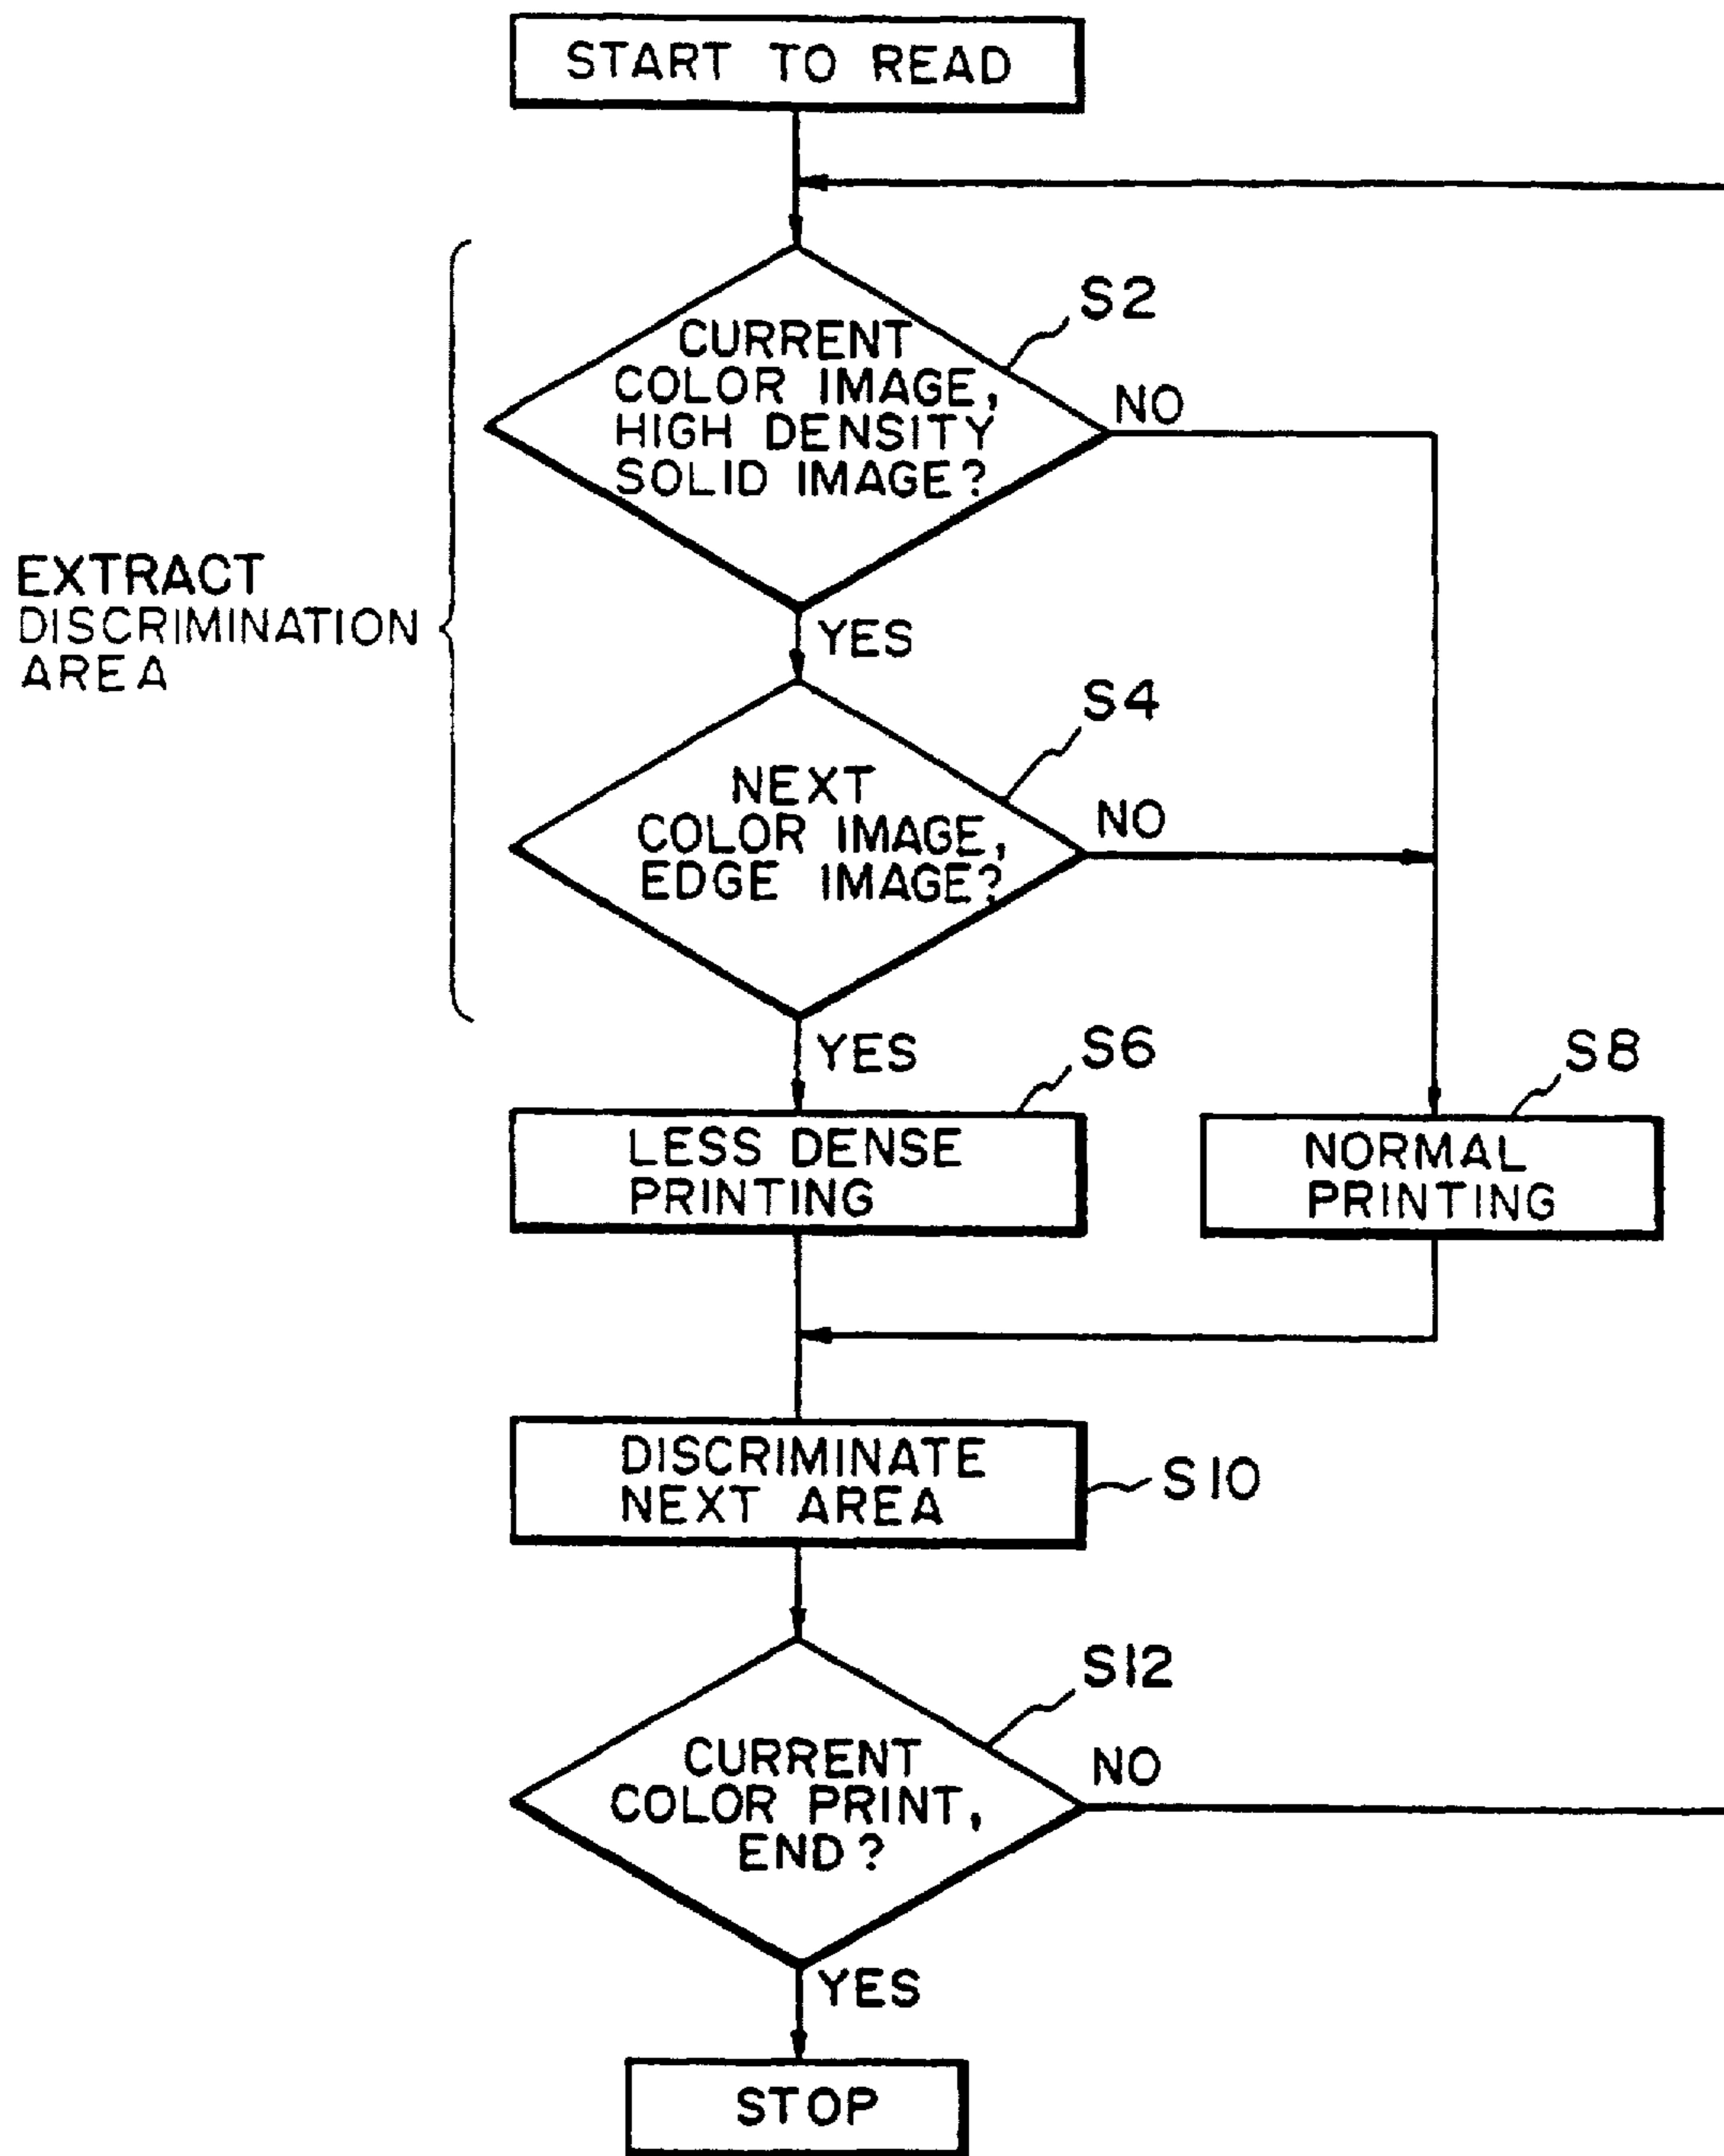 START TO READ
S2
CURRENT
COLOR IMAGE,
HIGH DENSITY
SOLID IMAGE?
NO
EXTRACT
DISCRIMINATION
AREA
YES
S4
NEXT
COLOR IMAGE,
EDGE IMAGE?
NO
YES
S6
S8
LESS DENSE
PRINTING
NORMAL
PRINTING
DISCRIMINATE
NEXT AREA
S10
S12
CURRENT
COLOR PRINT,
END?
NO
YES
STOP